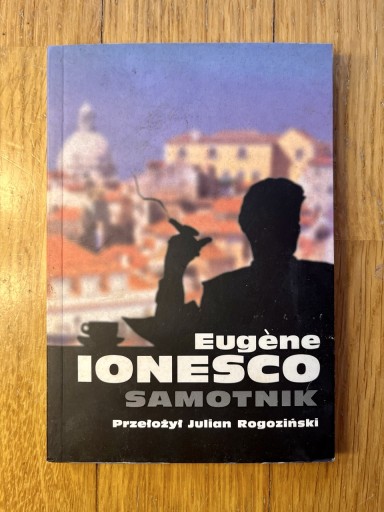 Eugène
IONESCO
SAMOTNIK
Przełożył Julian Rogoziński